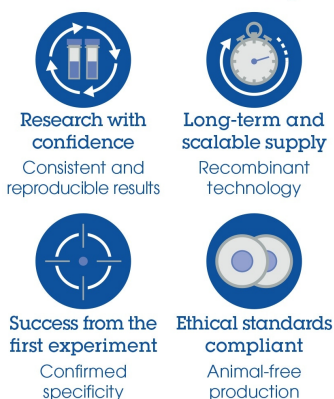 Research with
confidence
Consistent and
reproducible results
Long-term and
scalable supply
Recombinant
technology
Success from the
first experiment
Confirmed
specificity
Ethical standards
compliant
Animal-free
production